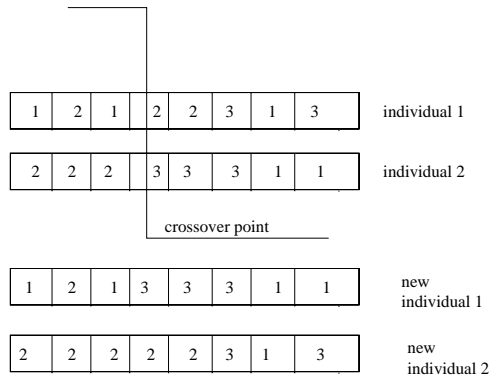 1 2 1 2 2 3 1 3 individual 1
2 2 2 3 3 3 1 1 individual 2
crossover point
1 2 1 3 3 3 1 1 new
individual 1
2 2 2 2 2 3 1 3 new
individual 2